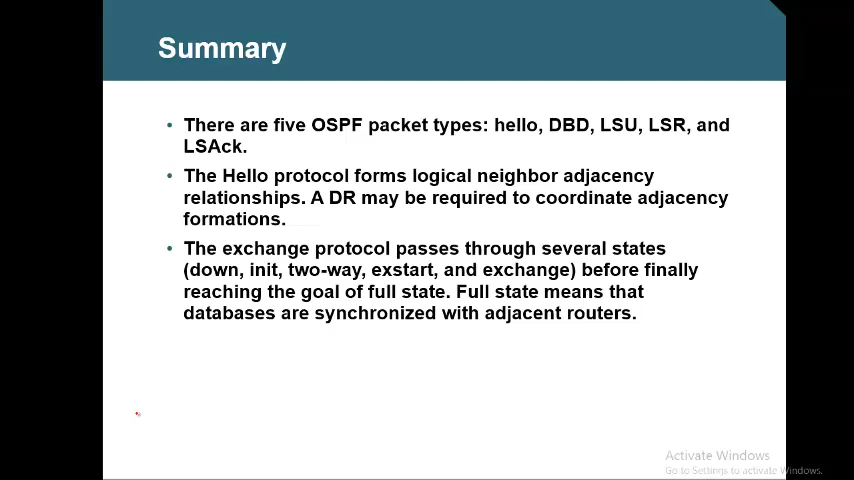 Summary
• There are five OSPF packet types: hello, DBD, LSU, LSR, and
LSAck.
• The Hello protocol forms logical neighbor adjacency
relationships. A DR may be required to coordinate adjacency
formations.
• The exchange protocol passes through several states
(down, init, two-way, exstart, and exchange) before finally
reaching the goal of full state. Full state means that
databases are synchronized with adjacent routers.
Activate Windows
Go to Settings to activate Windows.